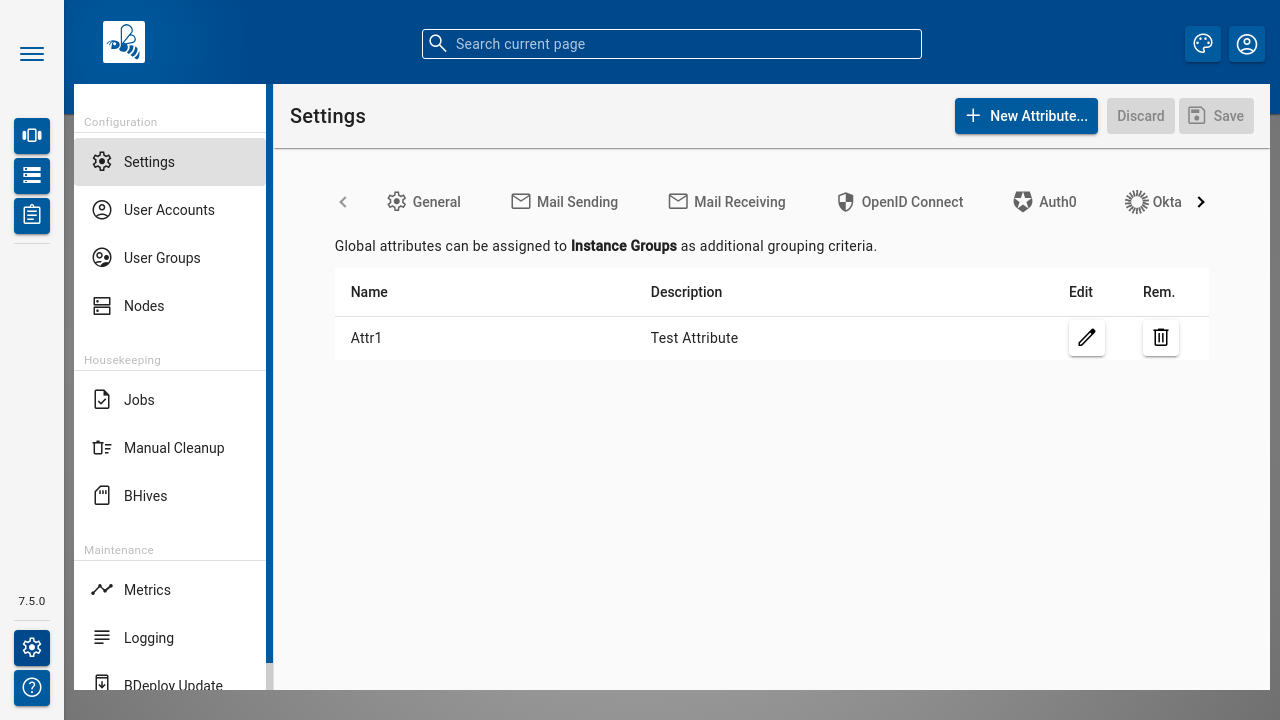 Search current page
Configuration
Settings
User Accounts
User Groups
Nodes
Housekeeping
Jobs
Manual Cleanup
BHives
Maintenance
Metrics
Logging
BDeploy Update
7.5.0
Settings
New Attribute...
Discard
Save
General
Mail Sending
Mail Receiving
OpenID Connect
Auth0
Okta
Global attributes can be assigned to Instance Groups as additional grouping criteria.
Name Description Edit Rem.
Attr1 Test Attribute